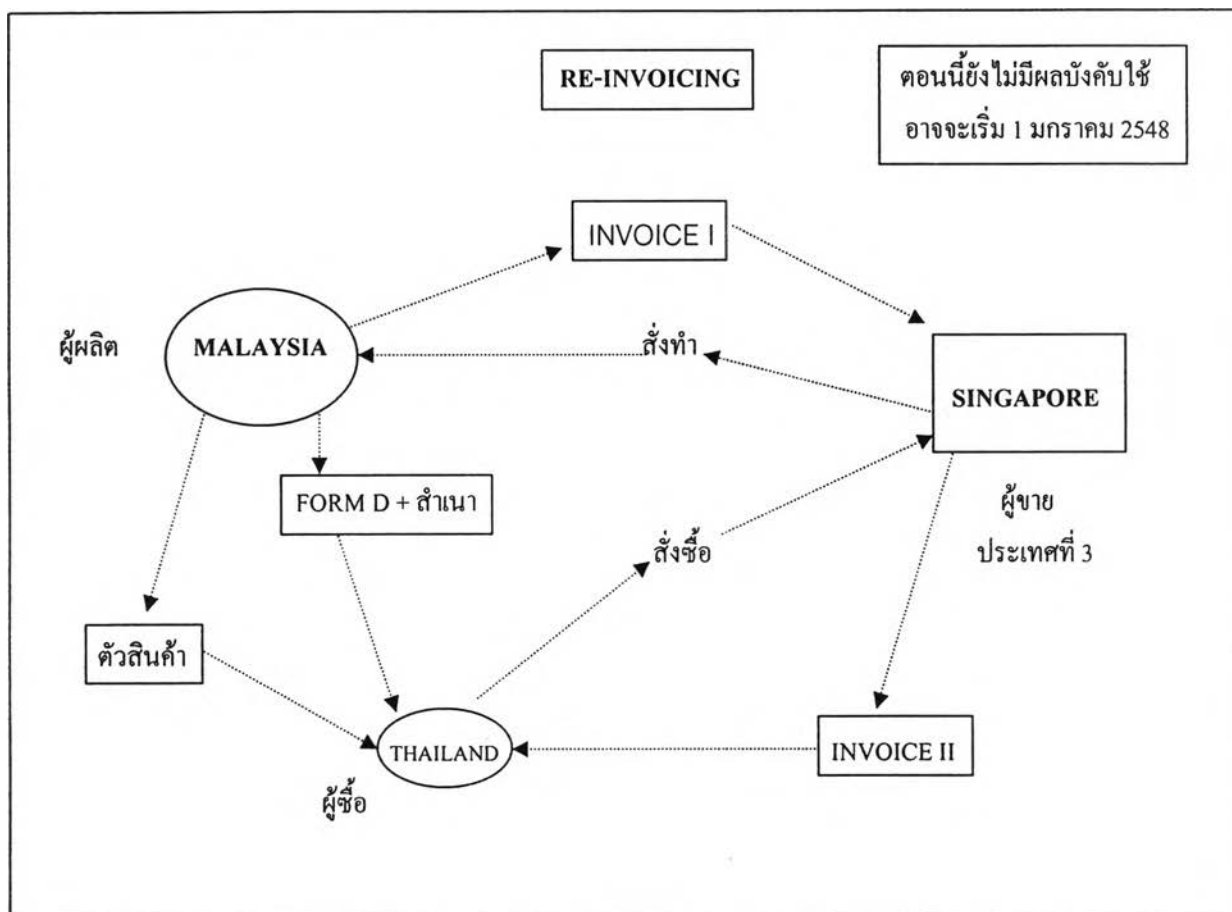 RE-INVOICING
ตอนนี้ยังไม่มีผลบังคับใช้
อาจจะเริ่ม 1 มกราคม 2548
INVOICE I
ผู้ผลิต
MALAYSIA
สั่งทำ
SINGAPORE
FORM D + สำเนา
ผู้ขาย
สั่งซื้อ
ประเทศที่ 3
ตัวสินค้า
THAILAND
INVOICE II
ผู้ซื้อ